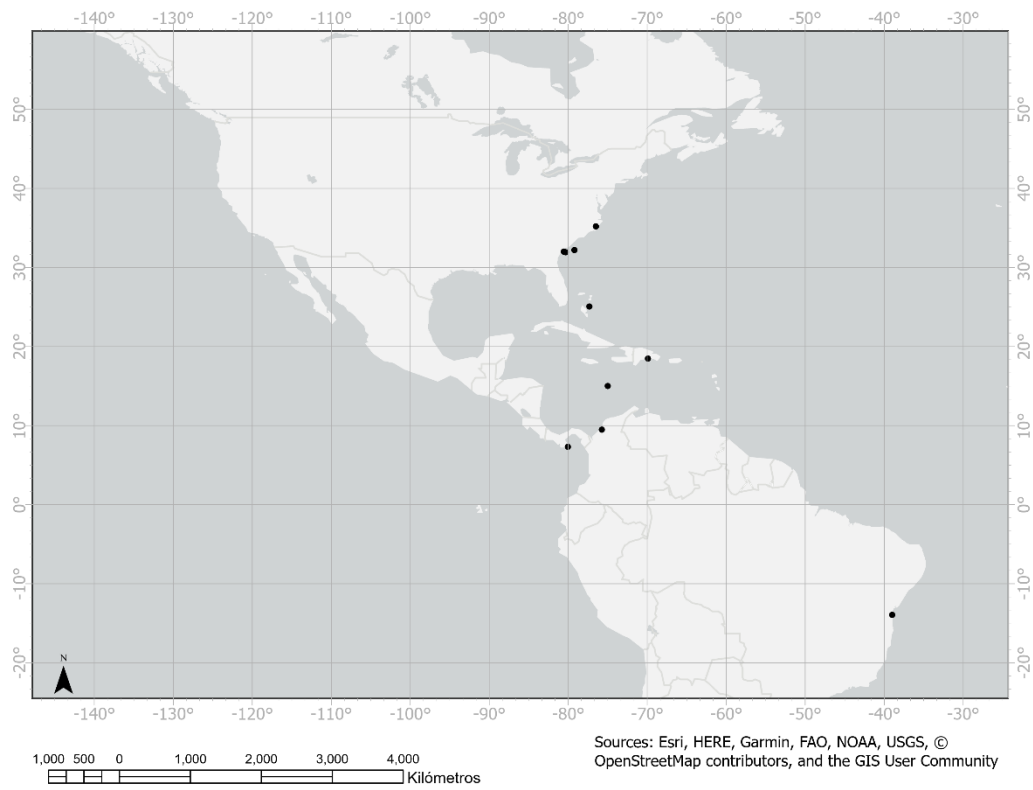 -140° -130° -120° -110° -100° -90° -80° -70° -60° -50° -40° -30°
50° 50°
40° 40°
30° 30°
20° 20°
10° 10°
0° 0°
-10° -10°
-20° -20°
N
-140° -130° -120° -110° -100° -90° -80° -70° -60° -50° -40° -30°
1,000 500 0 1,000 2,000 3,000 4,000
Kilómetros
Sources: Esri, HERE, Garmin, FAO, NOAA, USGS, ©
OpenStreetMap contributors, and the GIS User Community